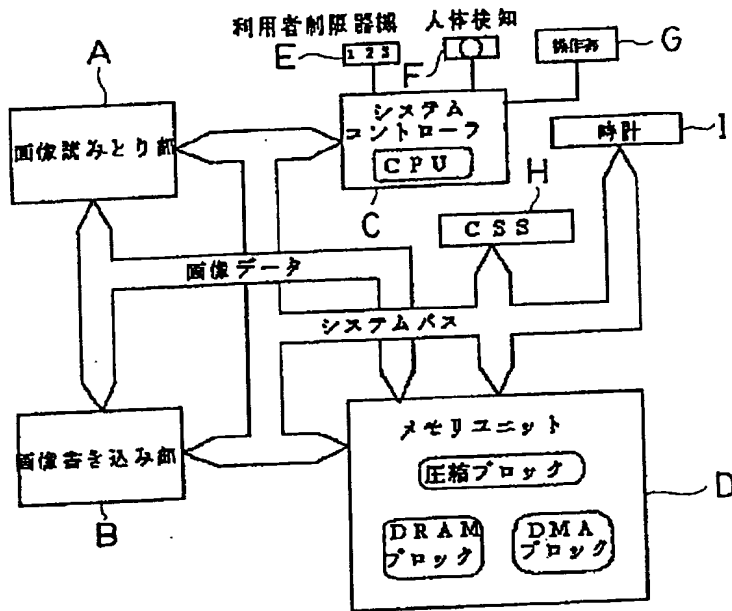 利用者制限器機
人体検知
E
1 2 3
F
G
A
操作部
システム
コントローラ
CPU
C
時計
I
画像読みとり部
H
CSS
画像データ
システムバス
画像書き込み部
B
メモリユニット
圧縮ブロック
DRAM
ブロック
DMA
ブロック
D